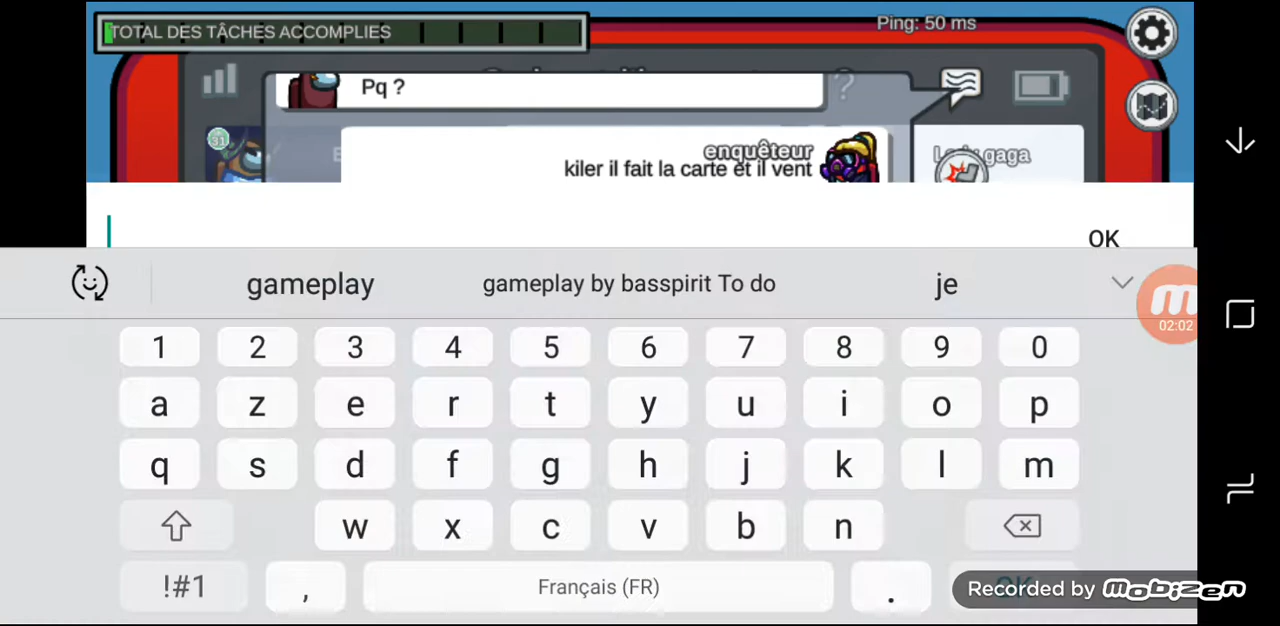 TOTAL DES TÂCHES ACCOMPLIES
Ping: 50 ms
Pq ?
?
31
enquêteur
kiler il fait la carte et il vent
gaga
OK
gameplay
gameplay by basspirit To do
je
02:02
1 2 3 4 5 6 7 8 9 0
a z e r t y u i o p
q s d f g h j k l m
w x c v b n
!#1
,
Français (FR)
.
Recorded by mobizen